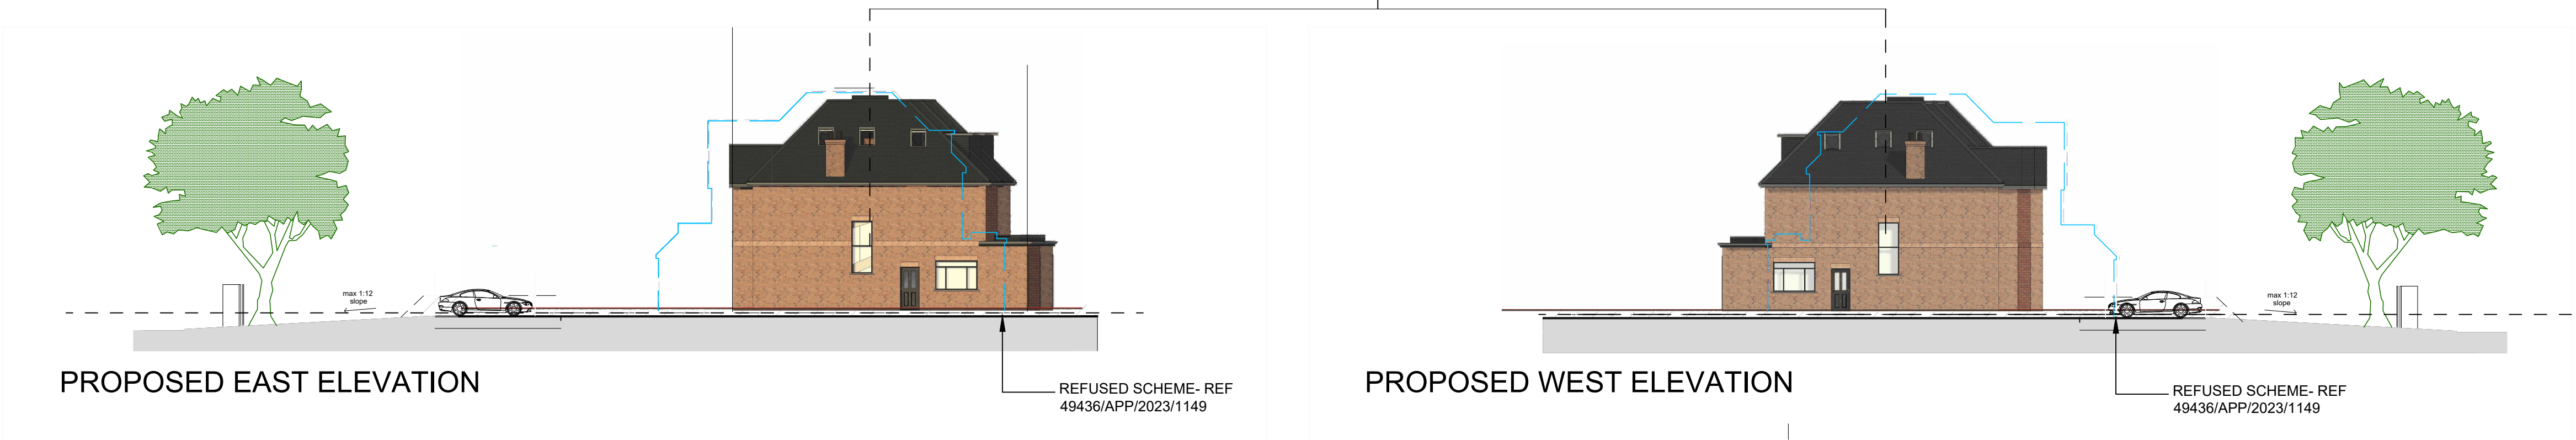 max 1:12
slope
PROPOSED EAST ELEVATION
REFUSED SCHEME- REF
49436/APP/2023/1149
max 1:12
slope
PROPOSED WEST ELEVATION
REFUSED SCHEME- REF
49436/APP/2023/1149